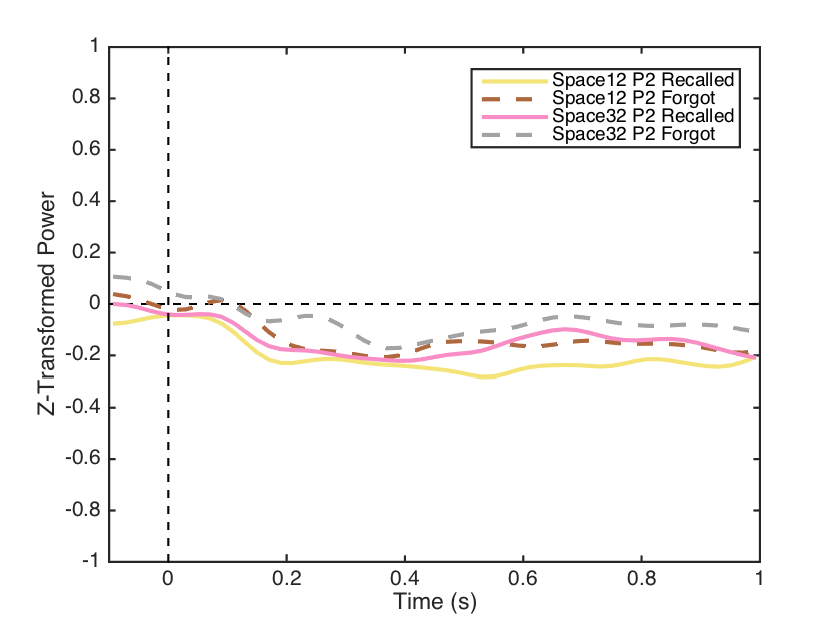 1
0.8
0.6
0.4
0.2
0
-0.2
-0.4
-0.6
-0.8
-1
Z-Transformed Power
Space12 P2 Recalled
Space12 P2 Forgot
Space32 P2 Recalled
Space32 P2 Forgot
0 0.2 0.4 0.6 0.8 1
Time (s)